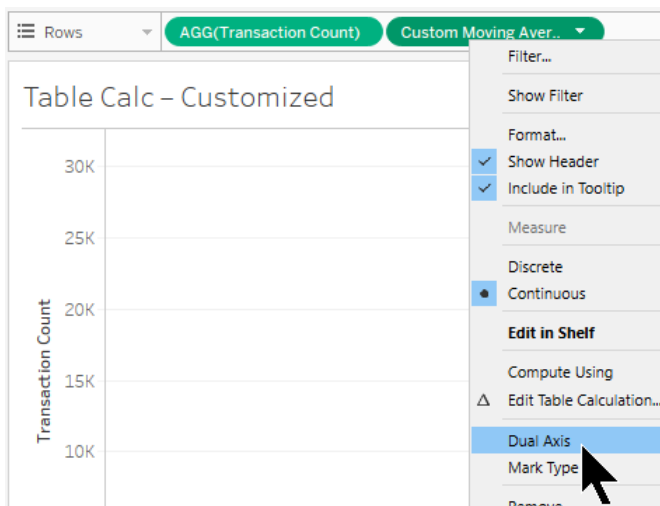 Rows
AGG(Transaction Count)
Custom Moving Aver..
Table Calc – Customized
30K
25K
20K
15K
10K
Transaction Count
Filter...
Show Filter
Format...
Show Header
Include in Tooltip
Measure
Discrete
Continuous
Edit in Shelf
Compute Using
Edit Table Calculation...
Dual Axis
Mark Type
Remove